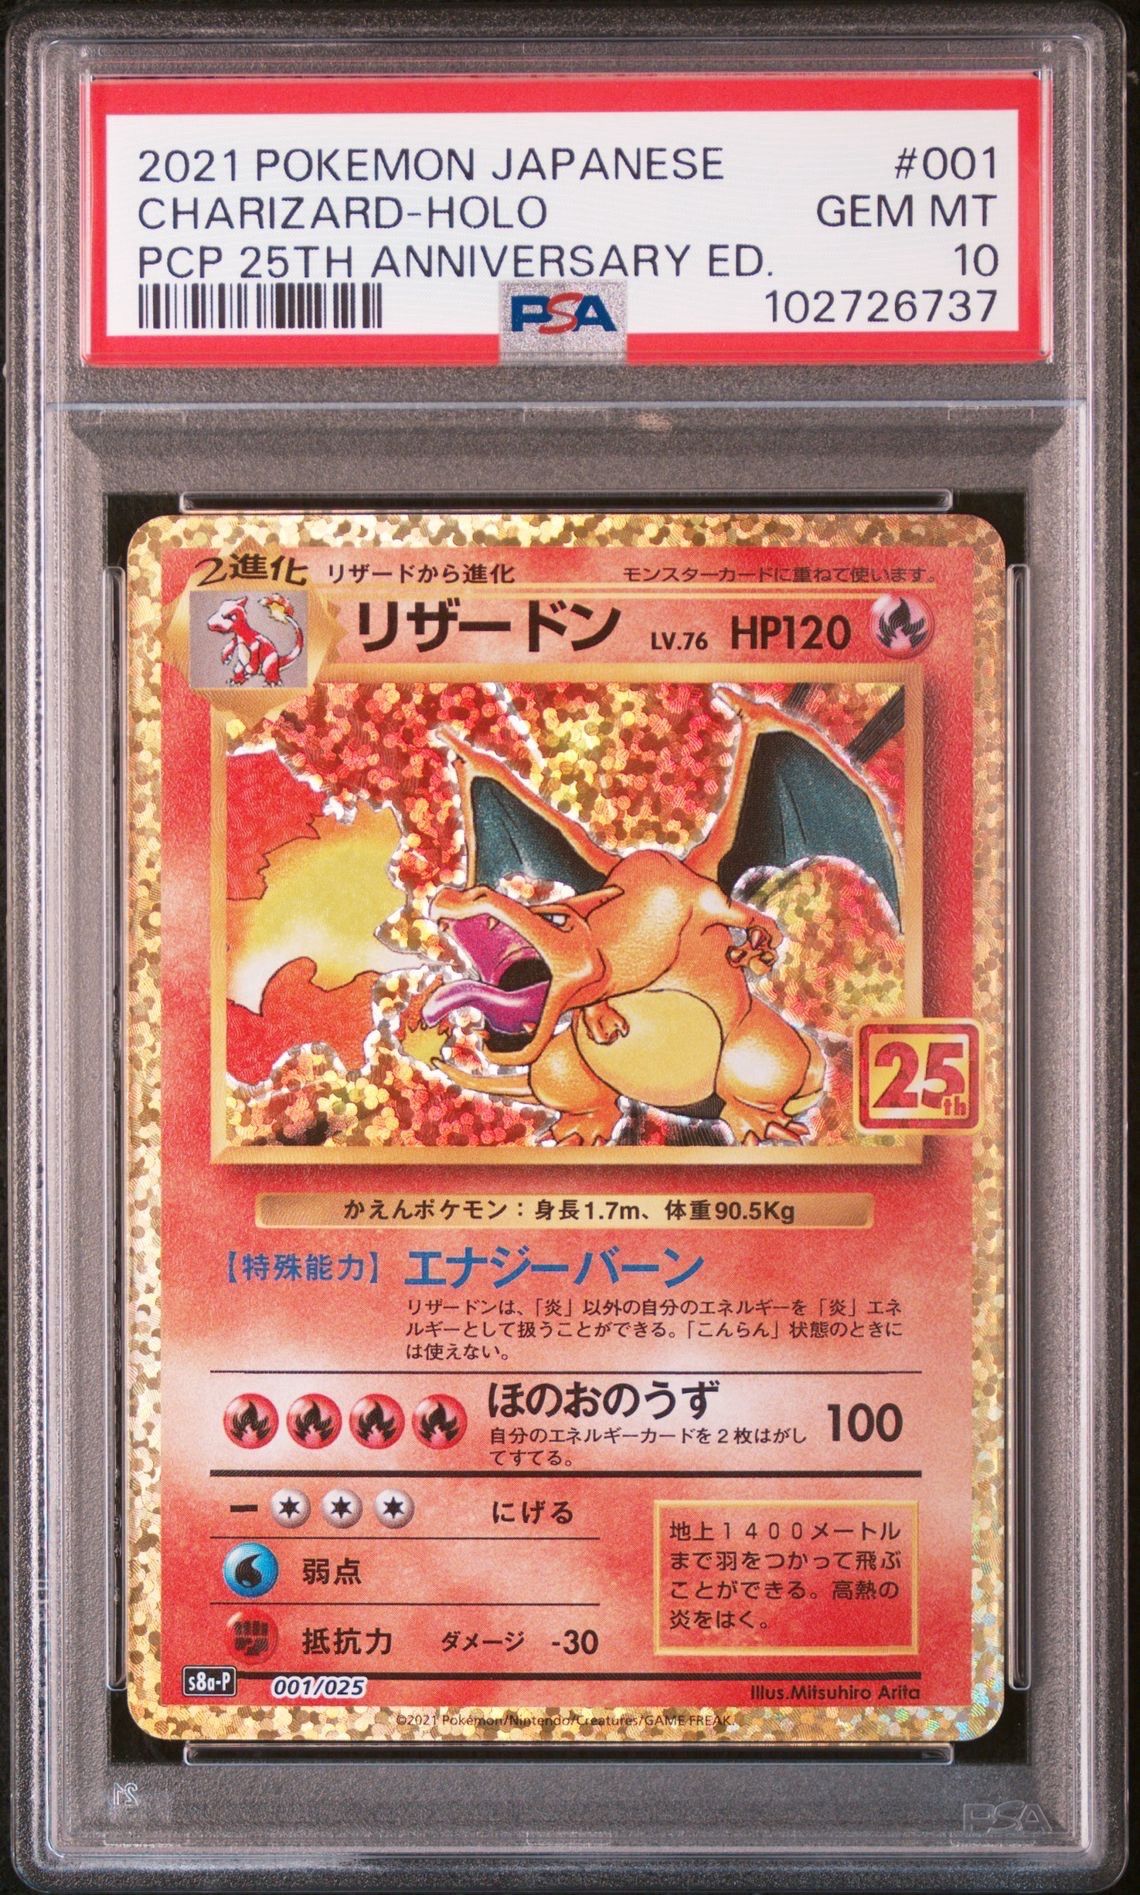 2021 POKEMON JAPANESE #001
CHARIZARD-HOLO GEM MT
PCP 25TH ANNIVERSARY ED. 10
PSA 102726737
2進化 リザードから進化 モンスターカードに重ねて使います。
リザードン LV.76 HP120
25th
かえんポケモン：身長1.7m、体重90.5Kg
【特殊能力】 エナジーバーン
リザードンは、「炎」以外の自分のエネルギーを「炎」エネ
ルギーとして扱うことができる。「こんらん」状態のときに
は使えない。
ほのおのうず 100
自分のエネルギーカードを2枚はがし
てすてる。
ー にげる
弱点
抵抗力 ダメージ -30
地上1400メートル
まで羽をつかって飛ぶ
ことができる。高熱の
炎をはく。
s8a-P 001/025 Illus.Mitsuhiro Arita
©2021 Pokémon/Nintendo/Creatures/GAME FREAK.
PSA